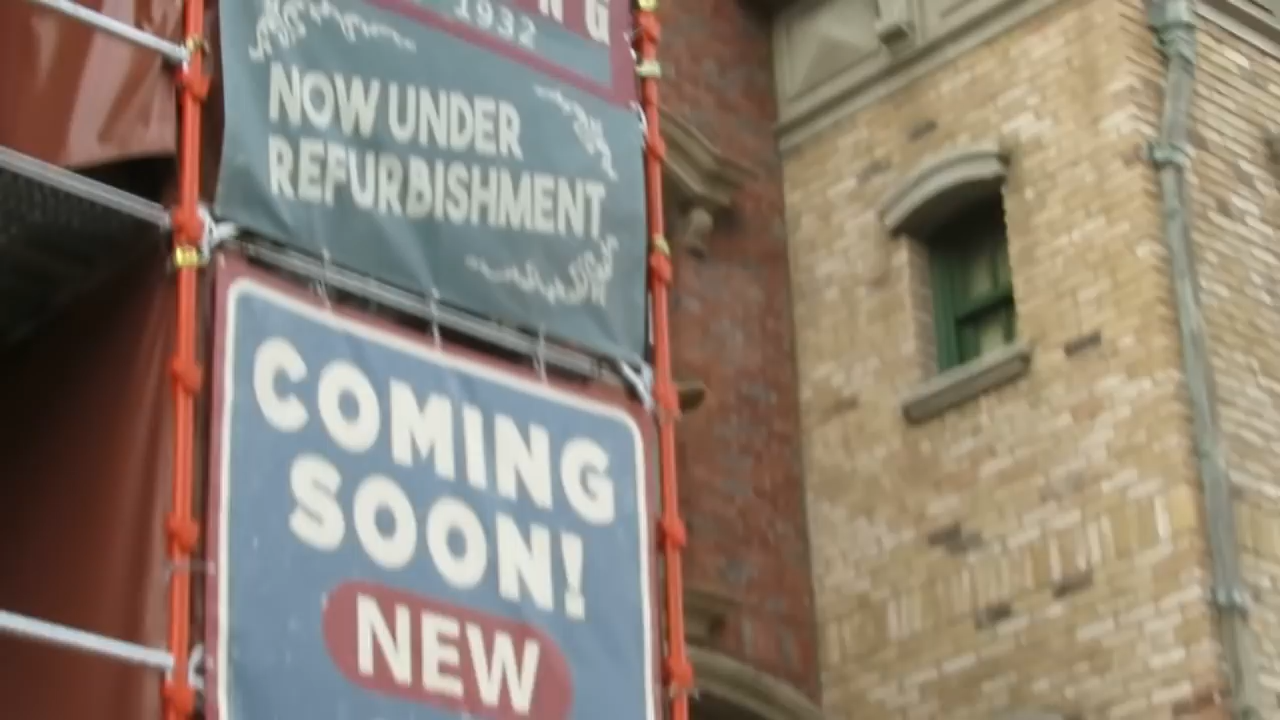 1932
NOW UNDER
REFURBISHMENT
COMING
SOON!
NEW